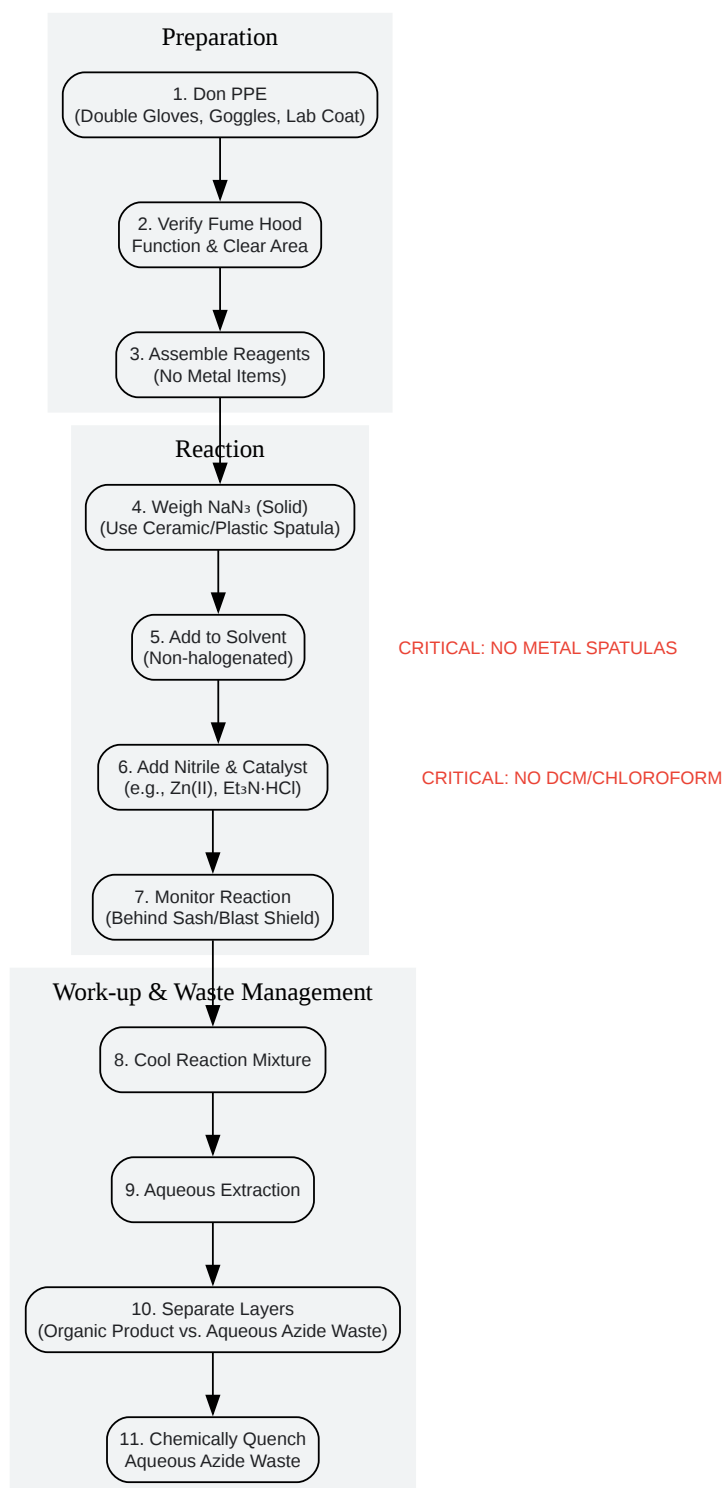 Preparation
1. Don PPE
(Double Gloves, Goggles, Lab Coat)
2. Verify Fume Hood
Function & Clear Area
3. Assemble Reagents
(No Metal Items)
Reaction
4. Weigh NaN₃ (Solid)
(Use Ceramic/Plastic Spatula)
5. Add to Solvent
(Non-halogenated)
CRITICAL: NO METAL SPATULAS
6. Add Nitrile & Catalyst
(e.g., Zn(II), Et₃N·HCl)
CRITICAL: NO DCM/CHLOROFORM
7. Monitor Reaction
(Behind Sash/Blast Shield)
Work-up & Waste Management
8. Cool Reaction Mixture
9. Aqueous Extraction
10. Separate Layers
(Organic Product vs. Aqueous Azide Waste)
11. Chemically Quench
Aqueous Azide Waste